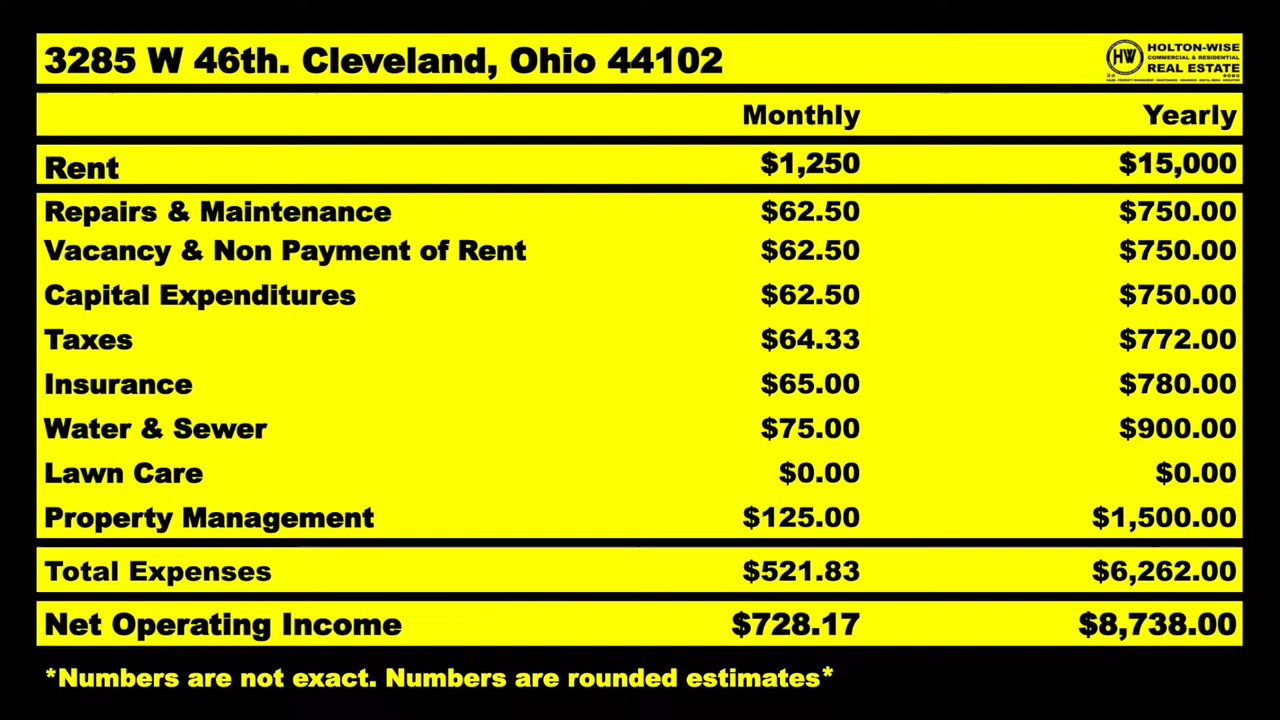 3285 W 46th. Cleveland, Ohio 44102
HW
HOLTON-WISE
COMMERCIAL & RESIDENTIAL
REAL ESTATE
Monthly Yearly
Rent $1,250 $15,000
Repairs & Maintenance $62.50 $750.00
Vacancy & Non Payment of Rent $62.50 $750.00
Capital Expenditures $62.50 $750.00
Taxes $64.33 $772.00
Insurance $65.00 $780.00
Water & Sewer $75.00 $900.00
Lawn Care $0.00 $0.00
Property Management $125.00 $1,500.00
Total Expenses $521.83 $6,262.00
Net Operating Income $728.17 $8,738.00
*Numbers are not exact. Numbers are rounded estimates*